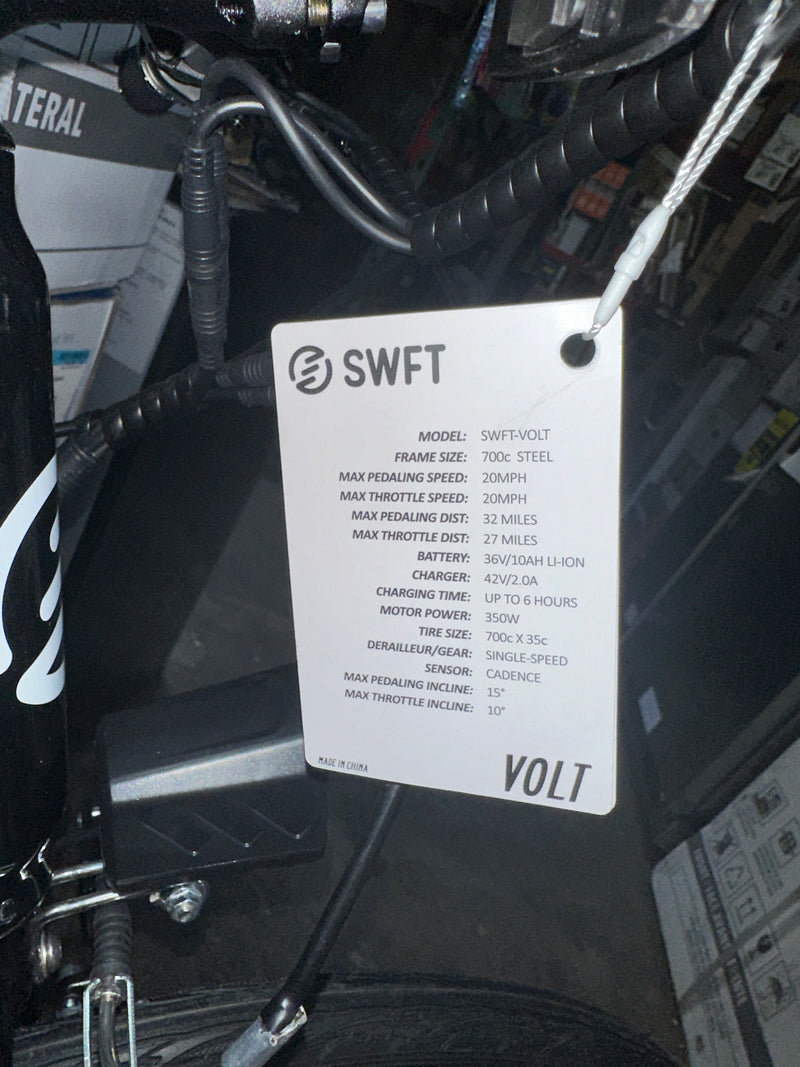 ATERAL
SWFT
MODEL: SWFT-VOLT
FRAME SIZE: 700c STEEL
MAX PEDALING SPEED: 20MPH
MAX THROTTLE SPEED: 20MPH
MAX PEDALING DIST: 32 MILES
MAX THROTTLE DIST: 27 MILES
BATTERY: 36V/10AH LI-ION
CHARGER: 42V/2.0A
CHARGING TIME: UP TO 6 HOURS
MOTOR POWER: 350W
TIRE SIZE: 700c X 35c
DERAILLEUR/GEAR: SINGLE-SPEED
SENSOR: CADENCE
MAX PEDALING INCLINE: 15°
MAX THROTTLE INCLINE: 10°
MADE IN CHINA
VOLT